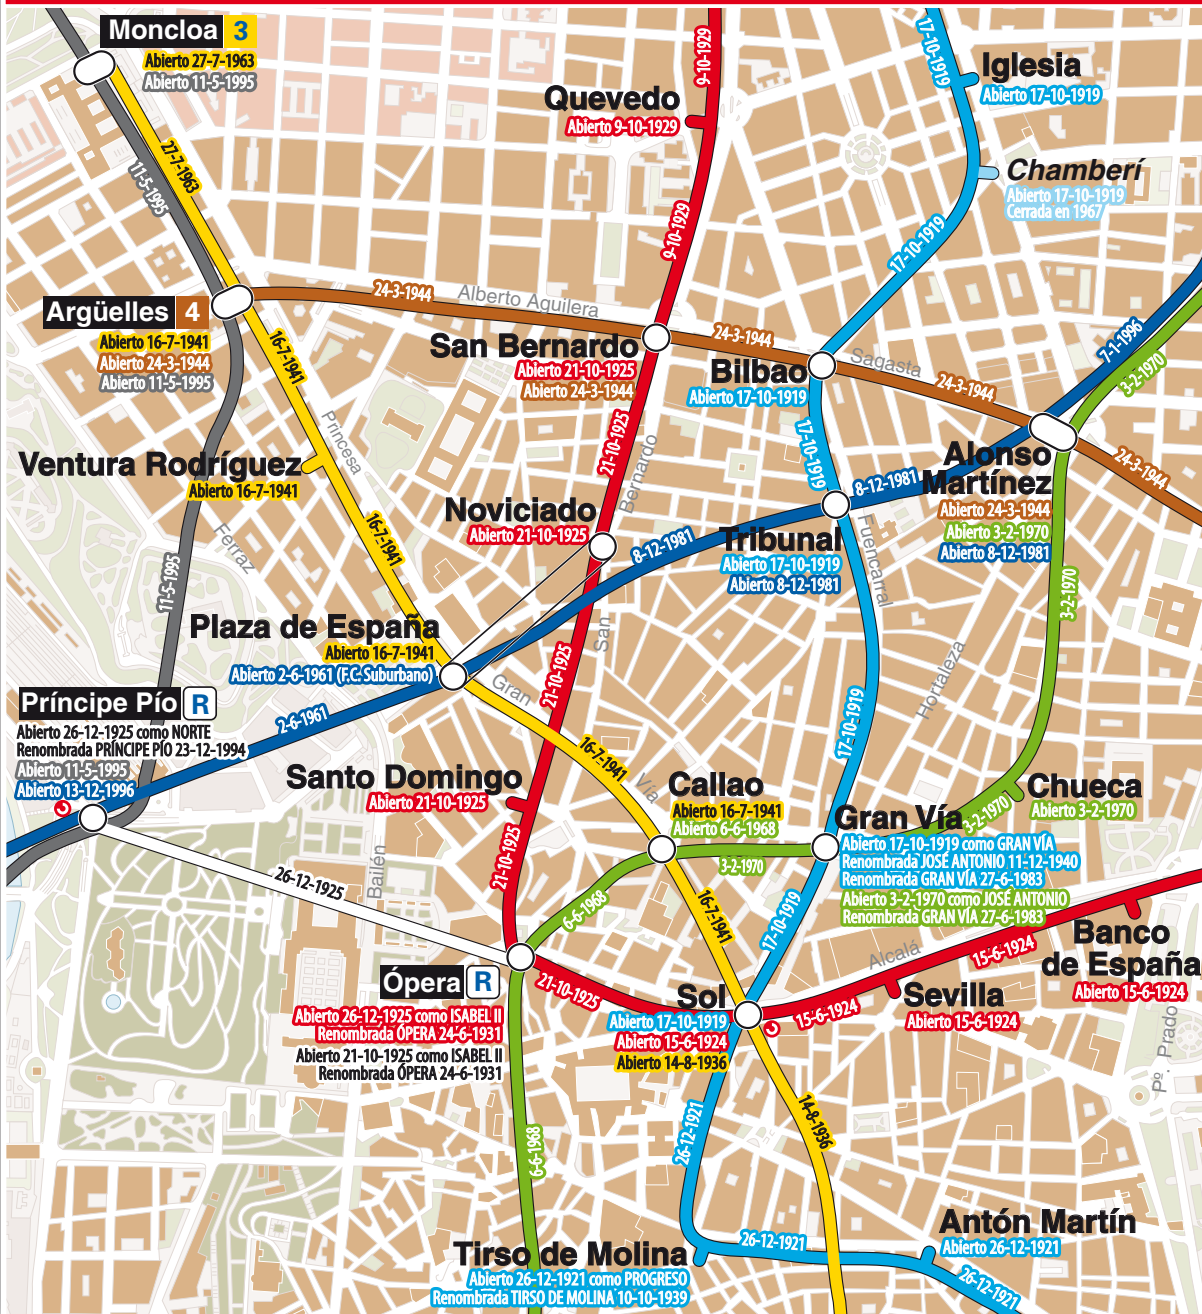 Moncloa 3
Abierto 27-7-1963
Abierto 11-5-1995
17-10-1919
9-10-1929
Iglesia
Abierto 17-10-1919
Quevedo
Abierto 9-10-1929
27-7-1963
11-5-1995
Chamberí
Abierto 17-10-1919
Cerrada en 1967
9-10-1929
17-10-1919
Argüelles 4
Abierto 16-7-1941
Abierto 24-3-1944
Abierto 11-5-1995
24-3-1944
Alberto Aguilera
16-7-1941
San Bernardo
Abierto 21-10-1925
Abierto 24-3-1944
24-3-1944
Bilbao
Abierto 17-10-1919
Sagasta
24-3-1944
7-1-1996
3-2-1970
Princesa
21-10-1925
Bernardo
17-10-1919
Ventura Rodríguez
Abierto 16-7-1941
8-12-1981
Alonso
Martínez
Abierto 24-3-1944
Abierto 3-2-1970
Abierto 8-12-1981
24-3-1944
Noviciado
Abierto 21-10-1925
Ferraz
16-7-1941
8-12-1981
Tribunal
Abierto 17-10-1919
Abierto 8-12-1981
Fuencarral
11-5-1995
3-2-1970
Plaza de España
Abierto 16-7-1941
Abierto 2-6-1961 (F.C. Suburbano)
San
Gran
21-10-1925
Hortaleza
Príncipe Pío R
Abierto 26-12-1925 como NORTE
Renombrada PRÍNCIPE PÍO 23-12-1994
Abierto 11-5-1995
Abierto 13-12-1996
2-6-1961
17-10-1919
16-7-1941
Vía
Santo Domingo
Abierto 21-10-1925
Callao
Abierto 16-7-1941
Abierto 6-6-1968
Chueca
Abierto 3-2-1970
3-2-1970
Gran Vía
Abierto 17-10-1919 como GRAN VÍA
Renombrada JOSÉ ANTONIO 11-12-1940
Renombrada GRAN VÍA 27-6-1983
Abierto 3-2-1970 como JOSÉ ANTONIO
Renombrada GRAN VÍA 27-6-1983
21-10-1925
3-2-1970
Bailén
26-12-1925
6-6-1968
16-7-1941
17-10-1919
Alcalá
15-6-1924
Banco
de España
Abierto 15-6-1924
Ópera R
Abierto 26-12-1925 como ISABEL II
Renombrada ÓPERA 24-6-1931
Abierto 21-10-1925 como ISABEL II
Renombrada ÓPERA 24-6-1931
21-10-1925
Sol
Abierto 17-10-1919
Abierto 15-6-1924
Abierto 14-8-1936
15-6-1924
Sevilla
Abierto 15-6-1924
Pº. Prado
6-6-1968
26-12-1921
14-8-1936
Tirso de Molina
Abierto 26-12-1921 como PROGRESO
Renombrada TIRSO DE MOLINA 10-10-1939
26-12-1921
Antón Martín
Abierto 26-12-1921
26-12-1921